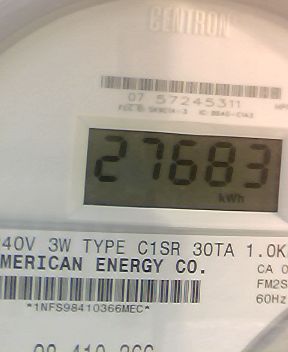 CENTRON
07 57245311
27683
kWh
40V 3W TYPE C1SR 30TA 1.0K
MERICAN ENERGY CO.
CA 0
FM2S
60Hz
*1NFS98410366MEC*